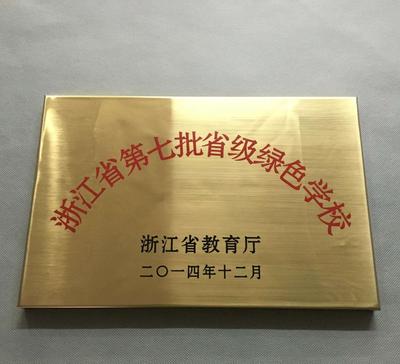 浙江省第七批省级绿色学校
浙江省教育厅
二〇一四年十二月